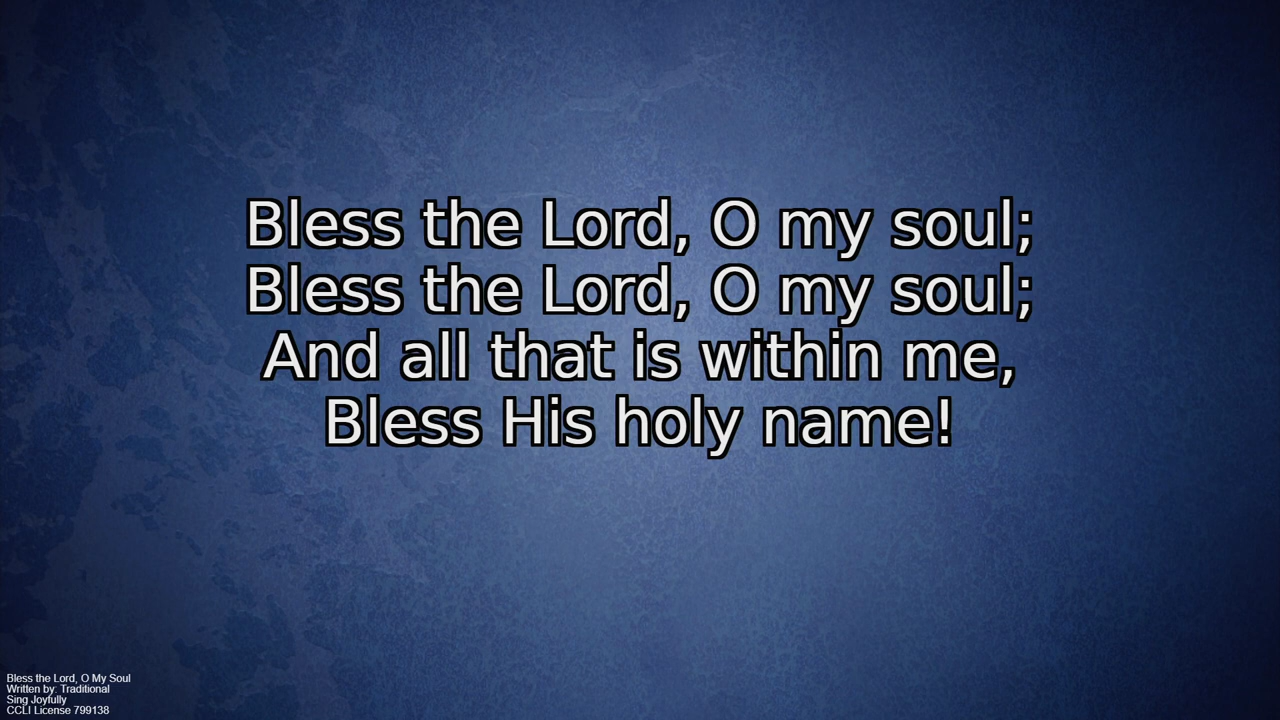 Bless the Lord, O my soul;
Bless the Lord, O my soul;
And all that is within me,
Bless His holy name!
Bless the Lord, O My Soul
Written by: Traditional
Sing Joyfully
CCLI License 799138